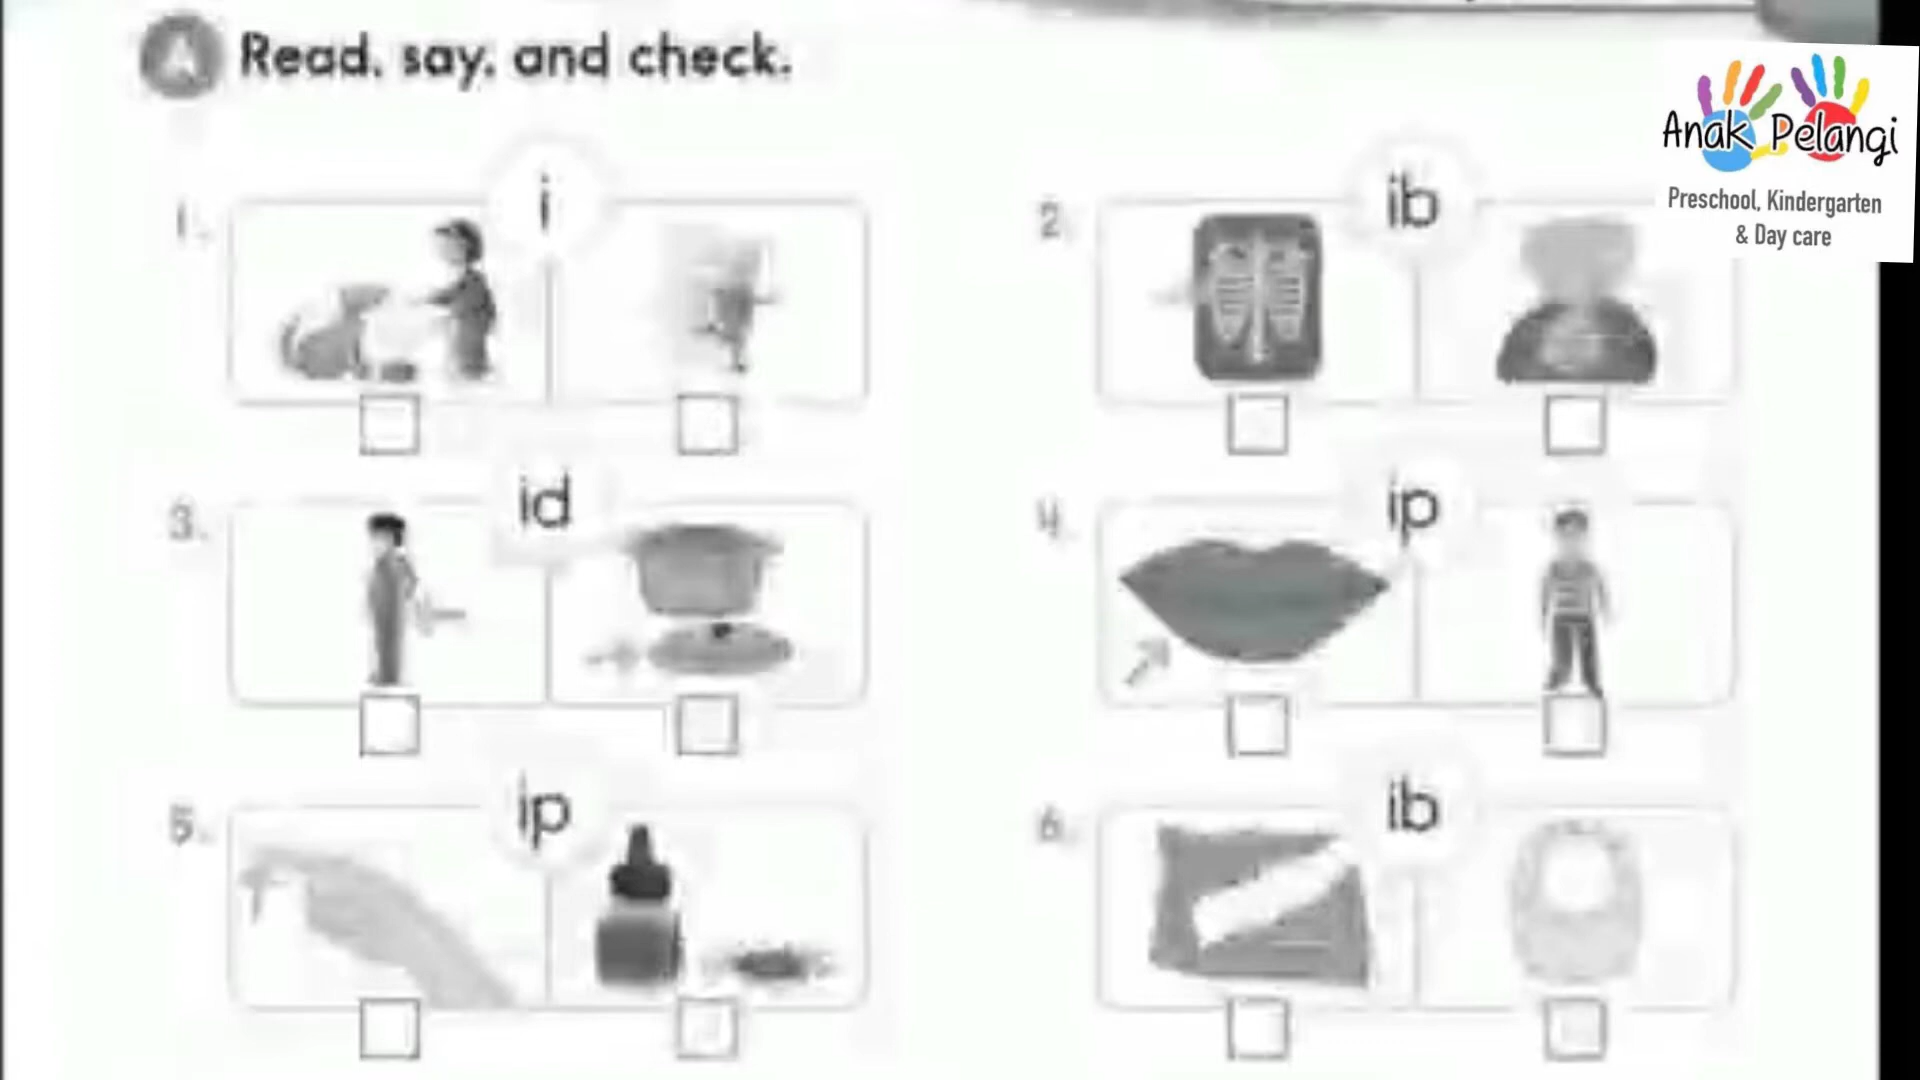 A Read, say, and check.
Anak Pelangi
Preschool, Kindergarten
& Day care
1. i
2. ib
3. id
4. ip
5. ip
6. ib